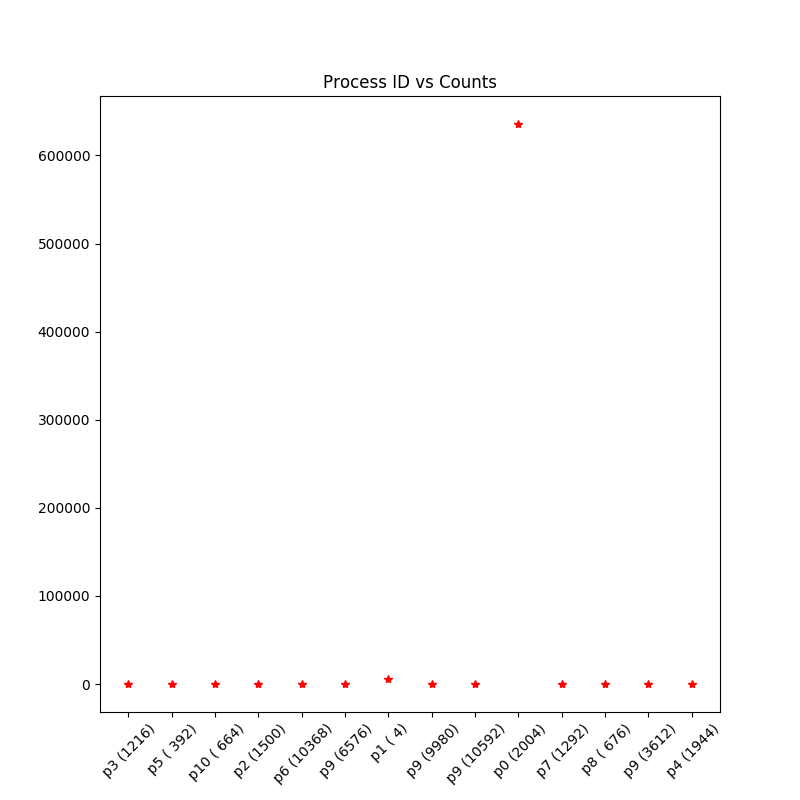 Process ID vs Counts
600000
500000
400000
300000
200000
100000
0
p3 (1216)
p5 ( 392)
p10 ( 664)
p2 (1500)
p6 (10368)
p9 (6576)
p1 ( 4)
p9 (9980)
p9 (10592)
p0 (2004)
p7 (1292)
p8 ( 676)
p9 (3612)
p4 (1944)